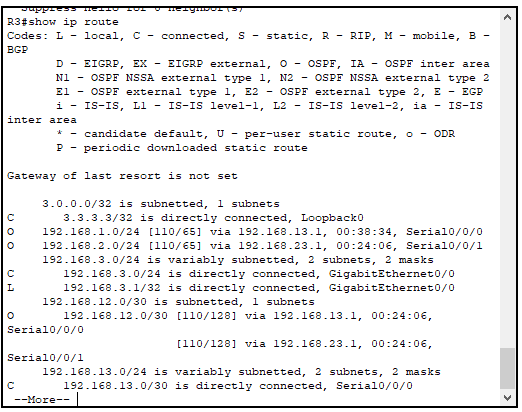 Suppress hello for 0 neighbor(s)
R3#show ip route
Codes: L - local, C - connected, S - static, R - RIP, M - mobile, B -
BGP
D - EIGRP, EX - EIGRP external, O - OSPF, IA - OSPF inter area
N1 - OSPF NSSA external type 1, N2 - OSPF NSSA external type 2
E1 - OSPF external type 1, E2 - OSPF external type 2, E - EGP
i - IS-IS, L1 - IS-IS level-1, L2 - IS-IS level-2, ia - IS-IS
inter area
* - candidate default, U - per-user static route, o - ODR
P - periodic downloaded static route
Gateway of last resort is not set
3.0.0.0/32 is subnetted, 1 subnets
C 3.3.3.3/32 is directly connected, Loopback0
O 192.168.1.0/24 [110/65] via 192.168.13.1, 00:38:34, Serial0/0/0
O 192.168.2.0/24 [110/65] via 192.168.23.1, 00:24:06, Serial0/0/1
192.168.3.0/24 is variably subnetted, 2 subnets, 2 masks
C 192.168.3.0/24 is directly connected, GigabitEthernet0/0
L 192.168.3.1/32 is directly connected, GigabitEthernet0/0
192.168.12.0/30 is subnetted, 1 subnets
O 192.168.12.0/30 [110/128] via 192.168.13.1, 00:24:06,
Serial0/0/0
[110/128] via 192.168.23.1, 00:24:06,
Serial0/0/1
192.168.13.0/24 is variably subnetted, 2 subnets, 2 masks
C 192.168.13.0/30 is directly connected, Serial0/0/0
--More--